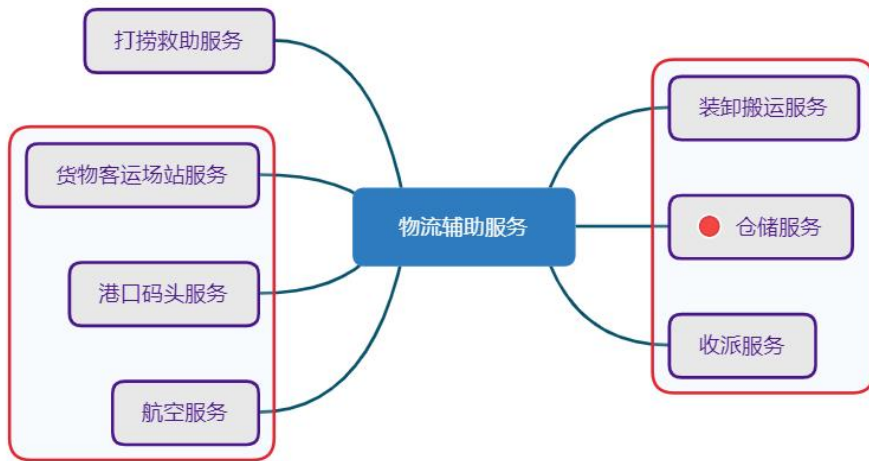 打捞救助服务
货物客运场站服务
港口码头服务
航空服务
物流辅助服务
装卸搬运服务
仓储服务
收派服务